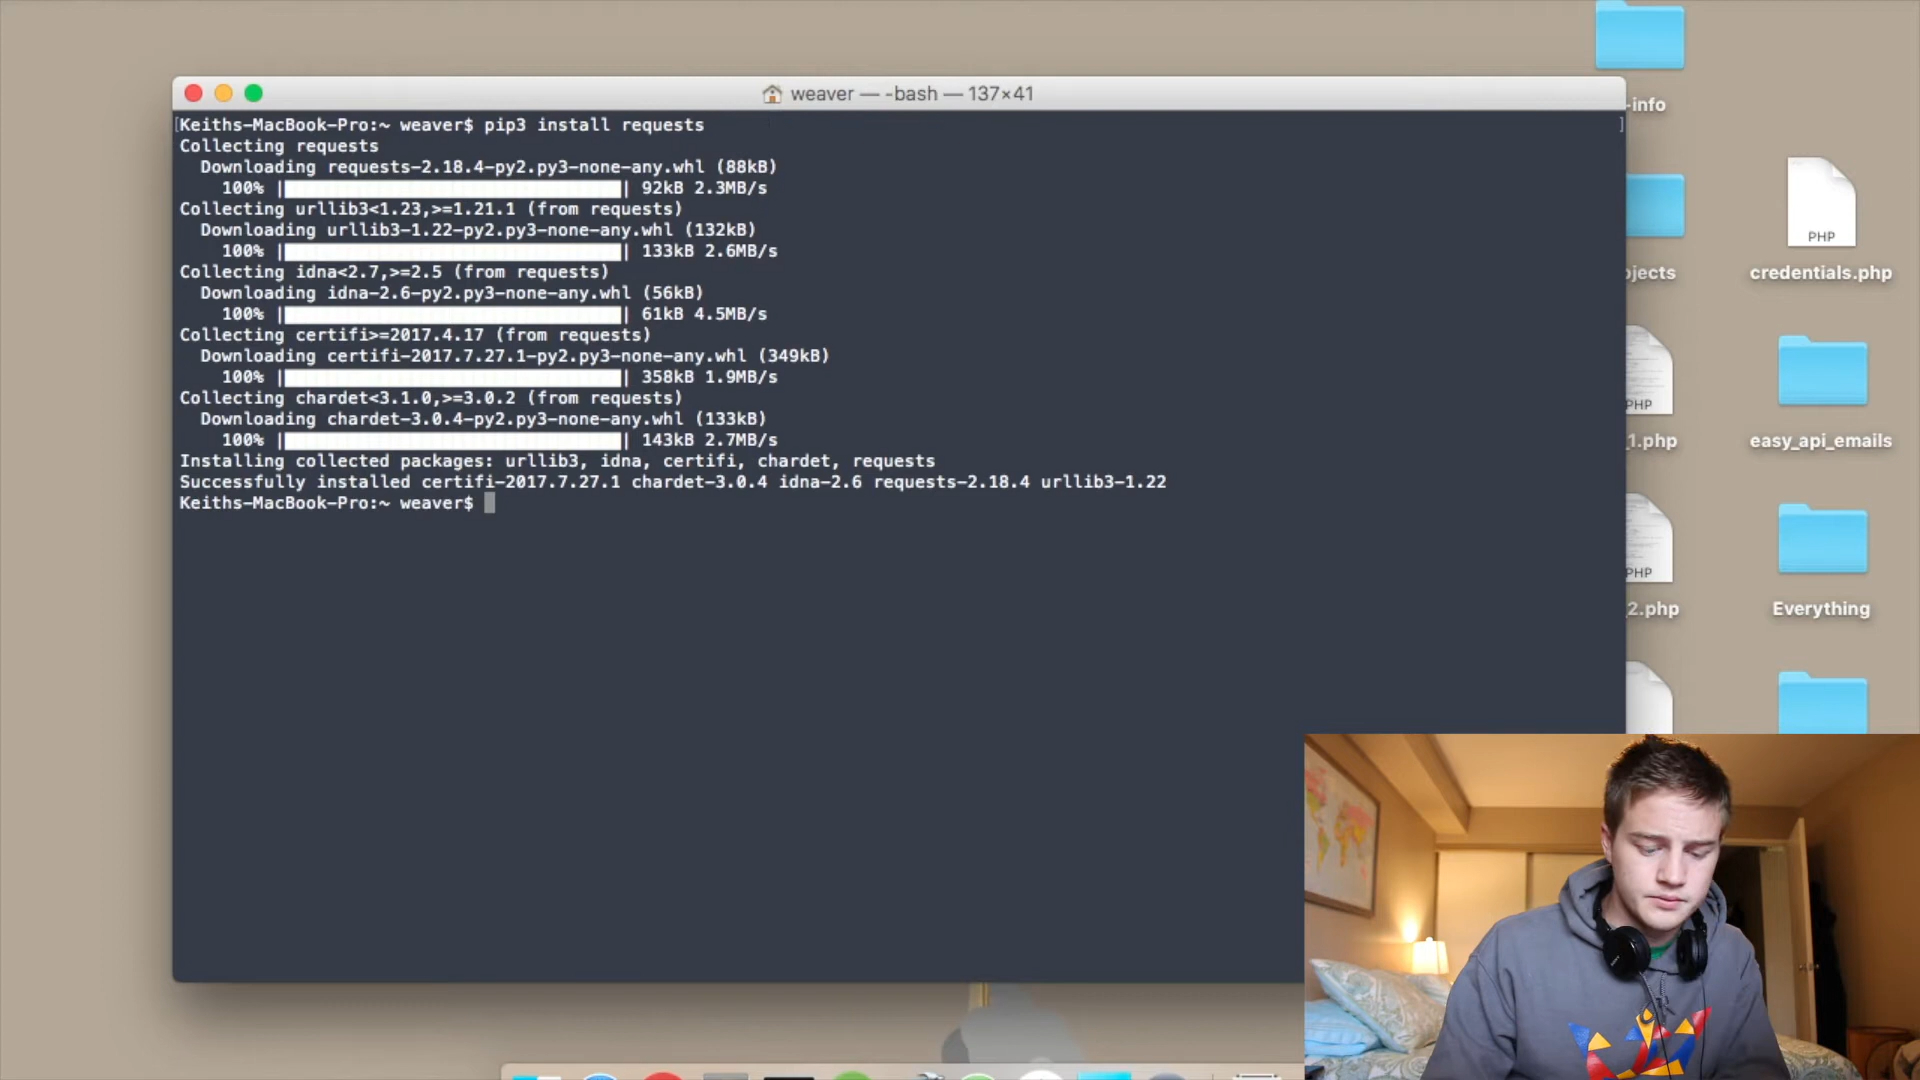 weaver — -bash — 137×41
[Keiths-MacBook-Pro:~ weaver$ pip3 install requests ]
Collecting requests
Downloading requests-2.18.4-py2.py3-none-any.whl (88kB)
100% |████████████████████████████████| 92kB 2.3MB/s
Collecting urllib3<1.23,>=1.21.1 (from requests)
Downloading urllib3-1.22-py2.py3-none-any.whl (132kB)
100% |████████████████████████████████| 133kB 2.6MB/s
Collecting idna<2.7,>=2.5 (from requests)
Downloading idna-2.6-py2.py3-none-any.whl (56kB)
100% |████████████████████████████████| 61kB 4.5MB/s
Collecting certifi>=2017.4.17 (from requests)
Downloading certifi-2017.7.27.1-py2.py3-none-any.whl (349kB)
100% |████████████████████████████████| 358kB 1.9MB/s
Collecting chardet<3.1.0,>=3.0.2 (from requests)
Downloading chardet-3.0.4-py2.py3-none-any.whl (133kB)
100% |████████████████████████████████| 143kB 2.7MB/s
Installing collected packages: urllib3, idna, certifi, chardet, requests
Successfully installed certifi-2017.7.27.1 chardet-3.0.4 idna-2.6 requests-2.18.4 urllib3-1.22
Keiths-MacBook-Pro:~ weaver$
-info
PHP
ojects
credentials.php
PHP
_1.php
easy_api_emails
PHP
_2.php
Everything